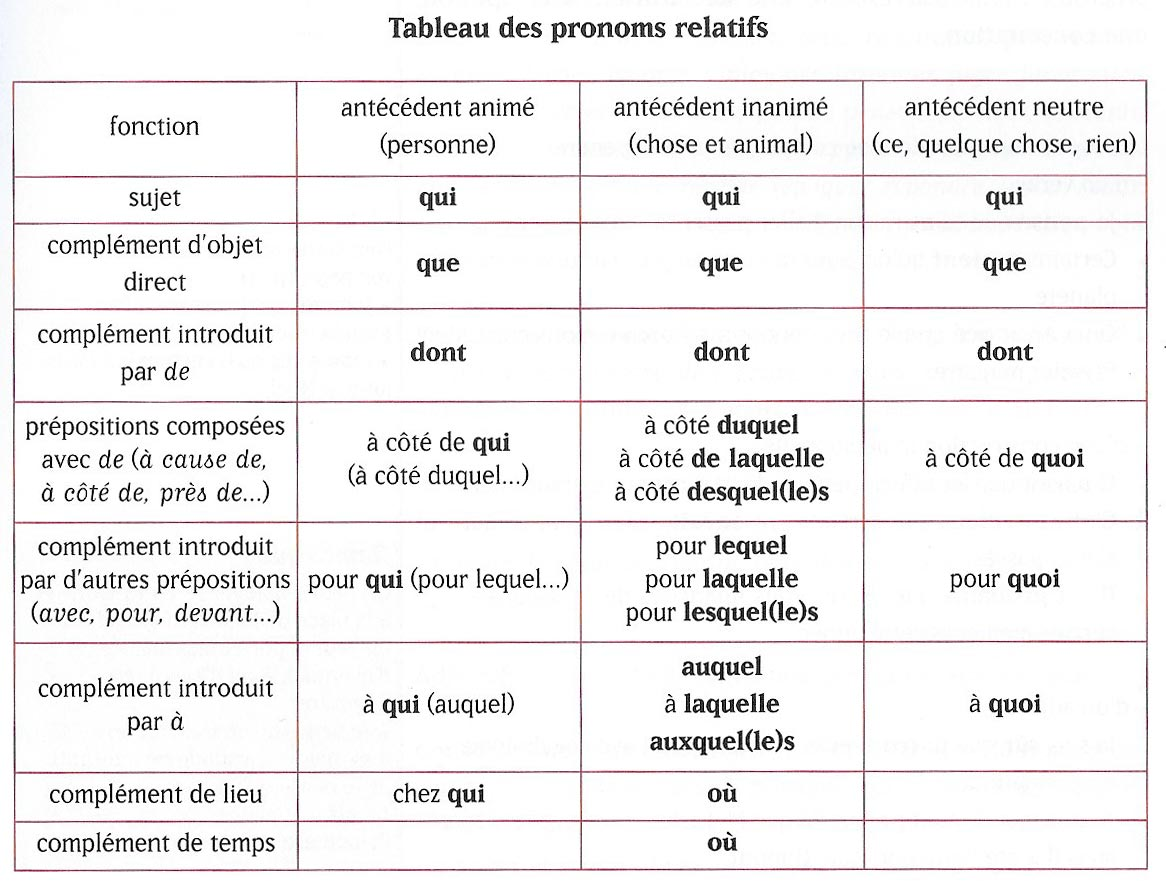 Tableau des pronoms relatifs
fonction
antécédent animé
(personne)
antécédent inanimé
(chose et animal)
antécédent neutre
(ce, quelque chose, rien)
sujet
qui
qui
qui
complément d'objet
direct
que
que
que
complément introduit
par de
dont
dont
dont
prépositions composées
avec de (à cause de,
à côté de, près de...)
à côté de qui
(à côté duquel...)
à côté duquel
à côté de laquelle
à côté desquel(le)s
à côté de quoi
complément introduit
par d'autres prépositions
(avec, pour, devant...)
pour qui (pour lequel...)
pour lequel
pour laquelle
pour lesquel(le)s
pour quoi
complément introduit
par à
à qui (auquel)
auquel
à laquelle
auxquel(le)s
à quoi
complément de lieu
chez qui
où
complément de temps
où